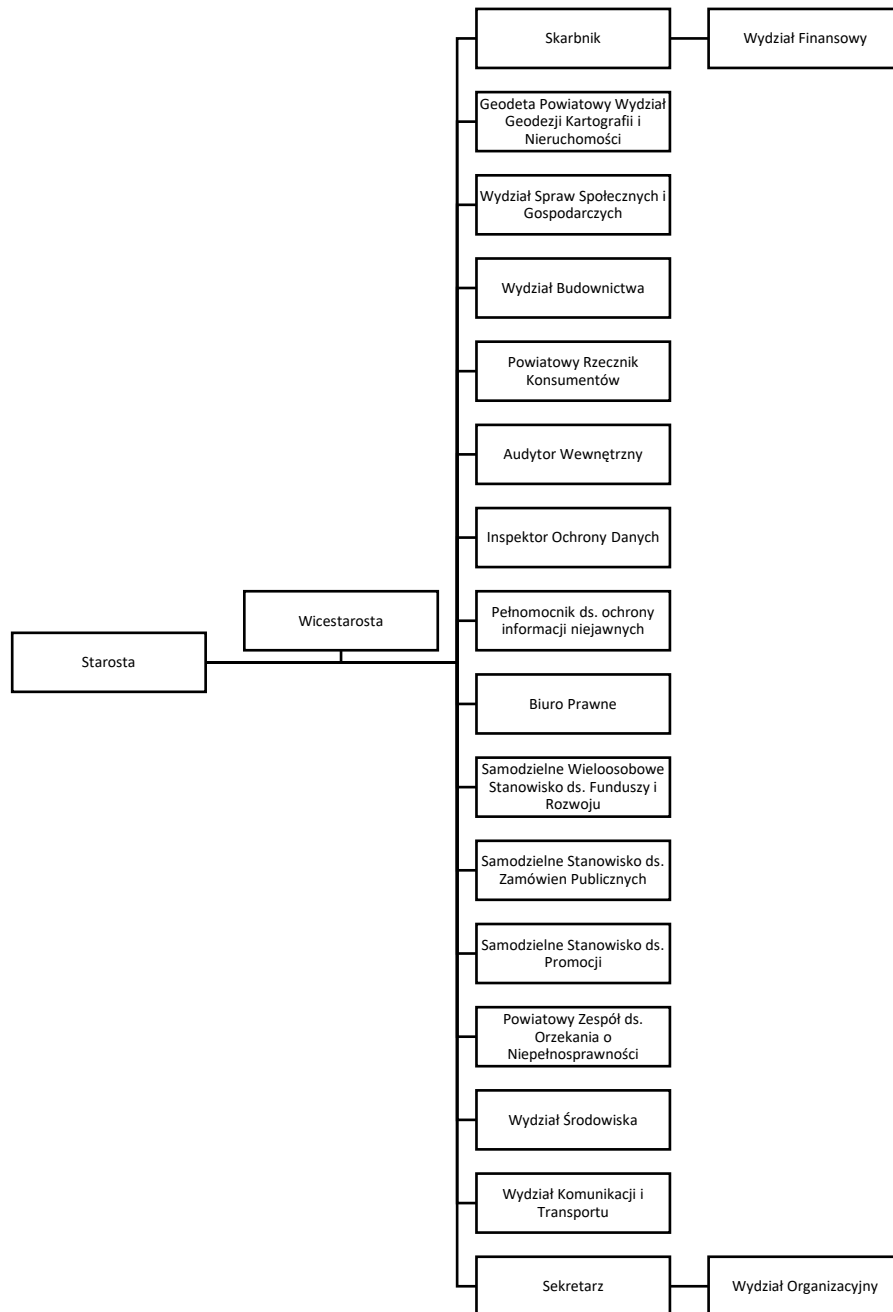 Skarbnik
Wydział Finansowy
Geodeta Powiatowy Wydział
Geodezji Kartografii i
Nieruchomości
Wydział Spraw Społecznych i
Gospodarczych
Wydział Budownictwa
Powiatowy Rzecznik
Konsumentów
Audytor Wewnętrzny
Inspektor Ochrony Danych
Wicestarosta
Pełnomocnik ds. ochrony
informacji niejawnych
Starosta
Biuro Prawne
Samodzielne Wieloosobowe
Stanowisko ds. Funduszy i
Rozwoju
Samodzielne Stanowisko ds.
Zamówien Publicznych
Samodzielne Stanowisko ds.
Promocji
Powiatowy Zespół ds.
Orzekania o
Niepełnosprawności
Wydział Środowiska
Wydział Komunikacji i
Transportu
Sekretarz
Wydział Organizacyjny